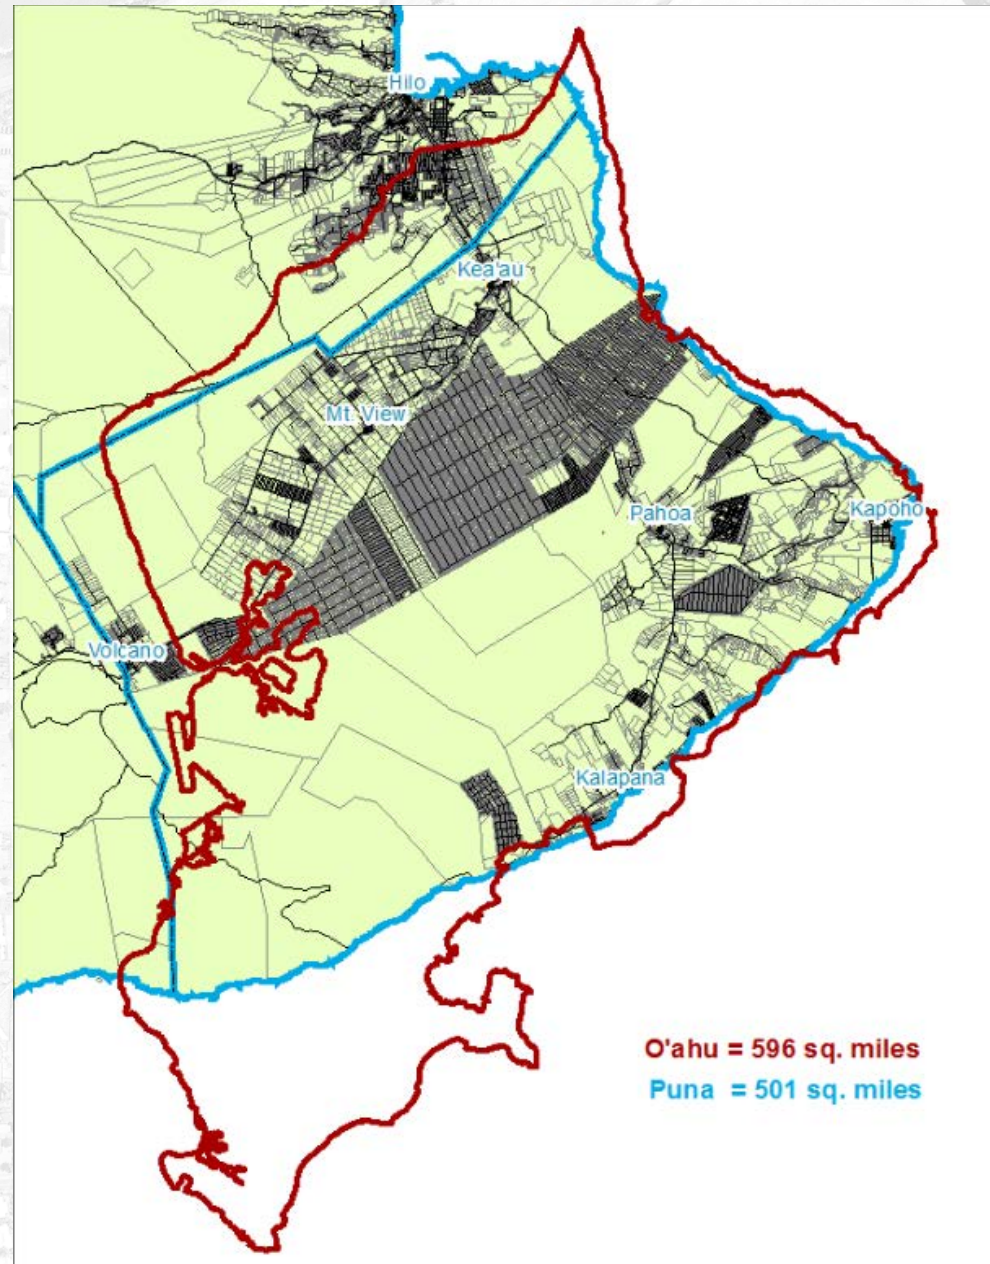 Hilo
Kea'au
Mt. View
Pahoa
Kapoho
Volcano
Kalapana
O'ahu = 596 sq. miles
Puna = 501 sq. miles